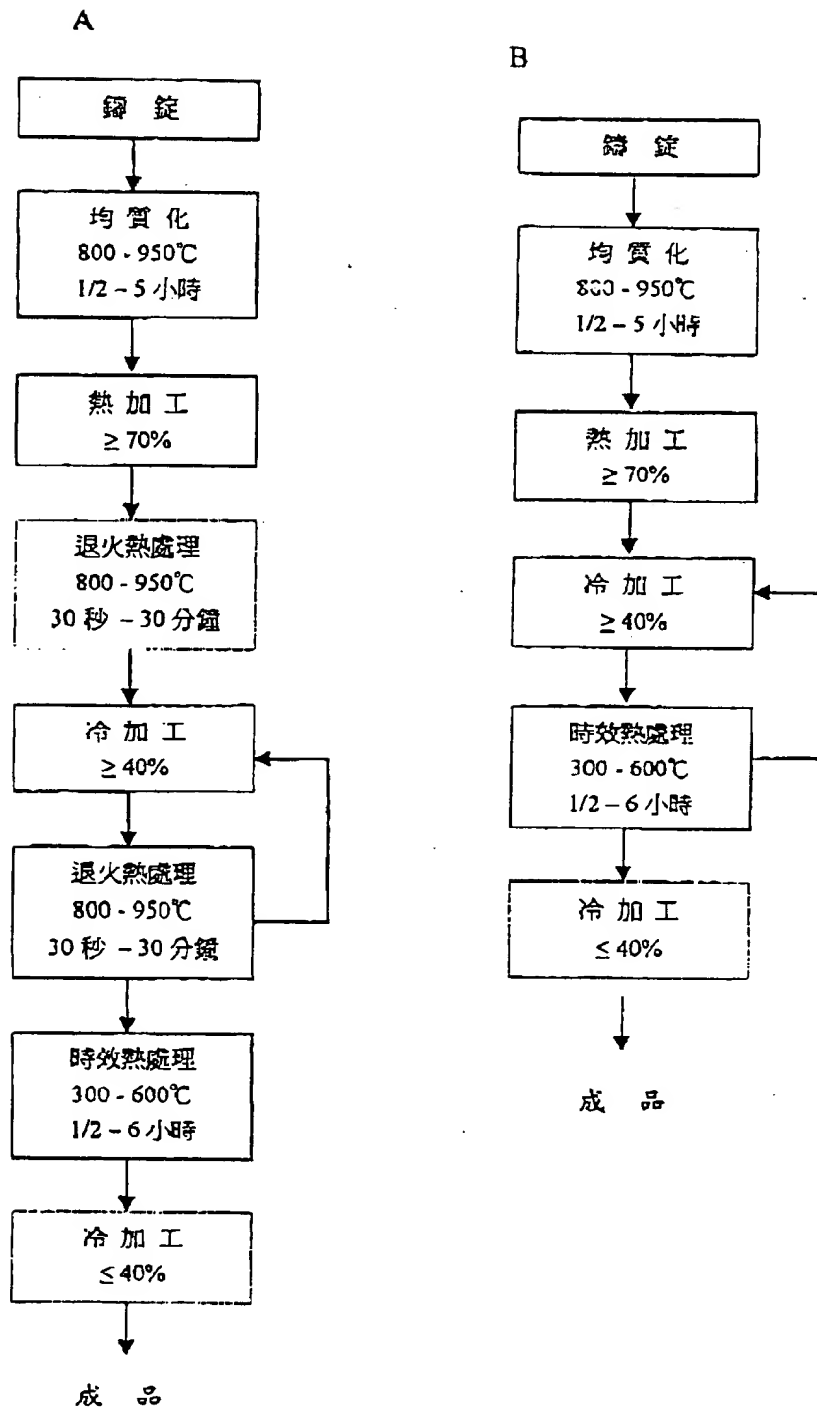 A
鑄 錠
均 質 化
800 - 950℃
1/2 – 5 小時
熱 加 工
≥ 70%
退火熱處理
800 - 950℃
30 秒 – 30 分鐘
冷 加 工
≥ 40%
退火熱處理
800 - 950℃
30 秒 – 30 分鐘
時效熱處理
300 - 600℃
1/2 – 6 小時
冷 加 工
≤ 40%
成 品
B
鑄 錠
均 質 化
800 - 950℃
1/2 – 5 小時
熱 加 工
≥ 70%
冷 加 工
≥ 40%
時效熱處理
300 - 600℃
1/2 – 6 小時
冷 加 工
≤ 40%
成 品